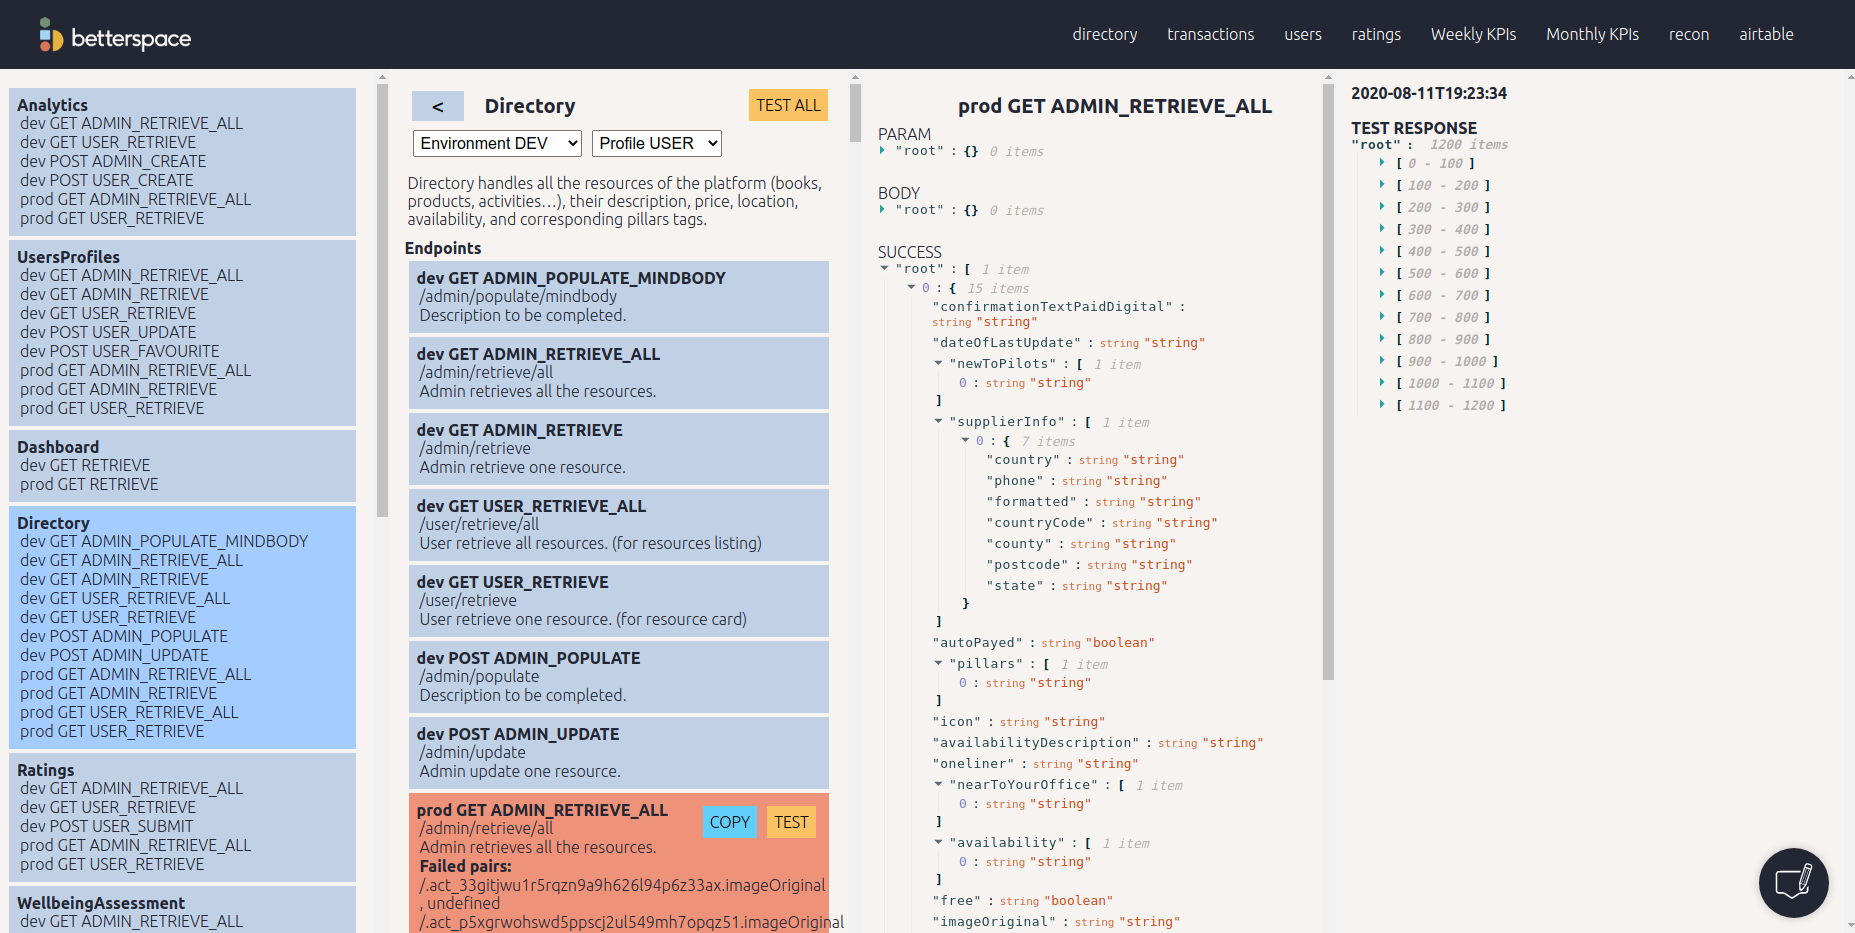 betterspace
directory transactions users ratings Weekly KPIs Monthly KPIs recon airtable
Analytics
dev GET ADMIN_RETRIEVE_ALL
dev GET USER_RETRIEVE
dev POST ADMIN_CREATE
dev POST USER_CREATE
prod GET ADMIN_RETRIEVE_ALL
prod GET USER_RETRIEVE
UsersProfiles
dev GET ADMIN_RETRIEVE_ALL
dev GET ADMIN_RETRIEVE
dev GET USER_RETRIEVE
dev POST USER_UPDATE
dev POST USER_FAVOURITE
prod GET ADMIN_RETRIEVE_ALL
prod GET ADMIN_RETRIEVE
prod GET USER_RETRIEVE
Dashboard
dev GET RETRIEVE
prod GET RETRIEVE
Directory
dev GET ADMIN_POPULATE_MINDBODY
dev GET ADMIN_RETRIEVE_ALL
dev GET ADMIN_RETRIEVE
dev GET USER_RETRIEVE_ALL
dev GET USER_RETRIEVE
dev POST ADMIN_POPULATE
dev POST ADMIN_UPDATE
prod GET ADMIN_RETRIEVE_ALL
prod GET ADMIN_RETRIEVE
prod GET USER_RETRIEVE_ALL
prod GET USER_RETRIEVE
Ratings
dev GET ADMIN_RETRIEVE_ALL
dev GET USER_RETRIEVE
dev POST USER_SUBMIT
prod GET ADMIN_RETRIEVE_ALL
prod GET USER_RETRIEVE
WellbeingAssessment
dev GET ADMIN_RETRIEVE_ALL
< Directory TEST ALL
Environment DEV Profile USER
Directory handles all the resources of the platform (books,
products, activities...), their description, price, location,
availability, and corresponding pillars tags.
Endpoints
dev GET ADMIN_POPULATE_MINDBODY
/admin/populate/mindbody
Description to be completed.
dev GET ADMIN_RETRIEVE_ALL
/admin/retrieve/all
Admin retrieves all the resources.
dev GET ADMIN_RETRIEVE
/admin/retrieve
Admin retrieve one resource.
dev GET USER_RETRIEVE_ALL
/user/retrieve/all
User retrieve all resources. (for resources listing)
dev GET USER_RETRIEVE
/user/retrieve
User retrieve one resource. (for resource card)
dev POST ADMIN_POPULATE
/admin/populate
Description to be completed.
dev POST ADMIN_UPDATE
/admin/update
Admin update one resource.
prod GET ADMIN_RETRIEVE_ALL COPY TEST
/admin/retrieve/all
Admin retrieves all the resources.
Failed pairs:
/.act_33gitjwu1r5rqzn9a9h626l94p6z33ax.imageOriginal
, undefined
/.act_p5xgrwohswd5ppscj2ul549mh7opqz51.imageOriginal
prod GET ADMIN_RETRIEVE_ALL
PARAM
"root" : {} 0 items
BODY
"root" : {} 0 items
SUCCESS
"root" : [ 1 item
0 : { 15 items
"confirmationTextPaidDigital" :
string "string"
"dateOfLastUpdate" : string "string"
"newToPilots" : [ 1 item
0 : string "string"
]
"supplierInfo" : [ 1 item
0 : { 7 items
"country" : string "string"
"phone" : string "string"
"formatted" : string "string"
"countryCode" : string "string"
"county" : string "string"
"postcode" : string "string"
"state" : string "string"
}
]
"autoPayed" : string "boolean"
"pillars" : [ 1 item
0 : string "string"
]
"icon" : string "string"
"availabilityDescription" : string "string"
"oneliner" : string "string"
"nearToYourOffice" : [ 1 item
0 : string "string"
]
"availability" : [ 1 item
0 : string "string"
]
"free" : string "boolean"
"imageOriginal" : string "string"
2020-08-11T19:23:34
TEST RESPONSE
"root" : 1200 items
[ 0 - 100 ]
[ 100 - 200 ]
[ 200 - 300 ]
[ 300 - 400 ]
[ 400 - 500 ]
[ 500 - 600 ]
[ 600 - 700 ]
[ 700 - 800 ]
[ 800 - 900 ]
[ 900 - 1000 ]
[ 1000 - 1100 ]
[ 1100 - 1200 ]